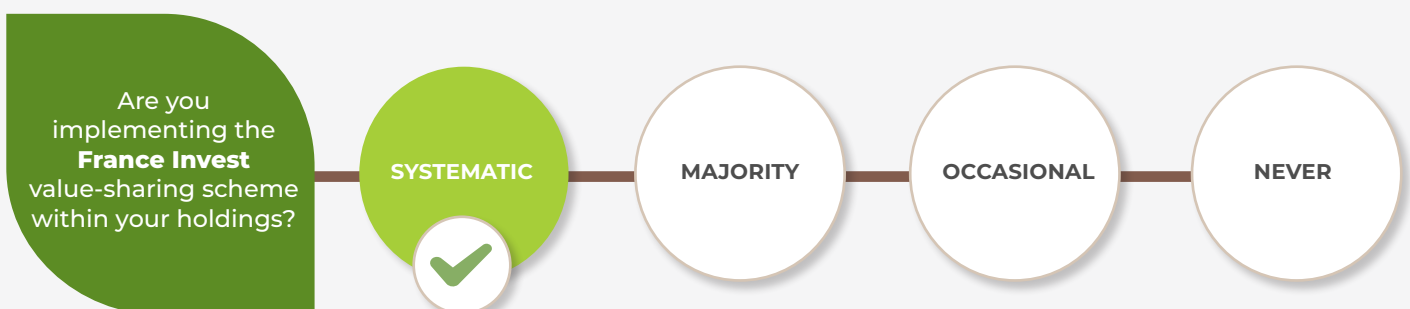 Are you
implementing the
France Invest
value-sharing scheme
within your holdings?
SYSTEMATIC
MAJORITY
OCCASIONAL
NEVER